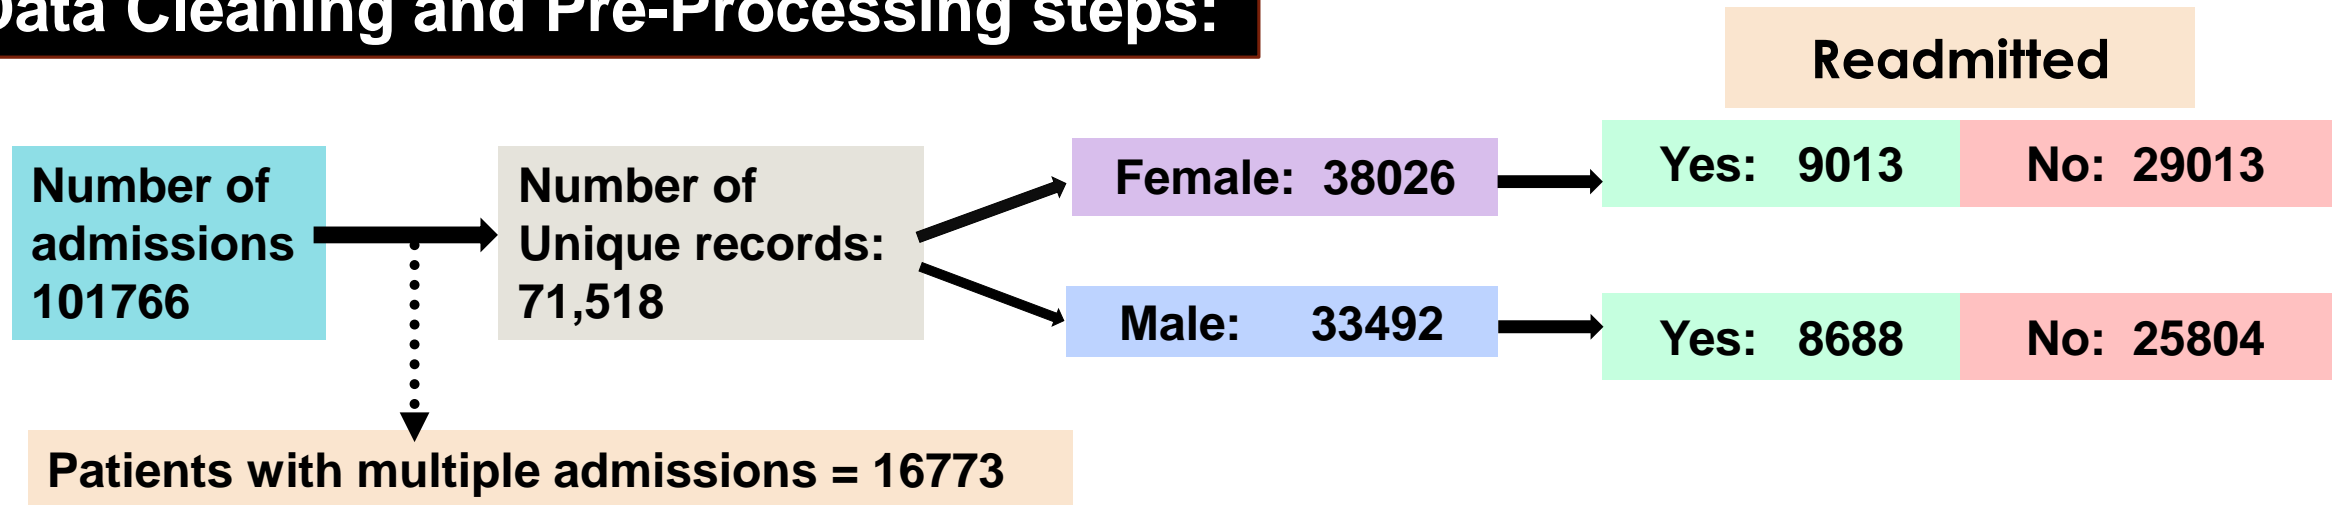 Data Cleaning and Pre-Processing steps:
Readmitted
Number of
admissions
101766
Number of
Unique records:
71,518
Female: 38026
Yes: 9013
No: 29013
Male: 33492
Yes: 8688
No: 25804
Patients with multiple admissions = 16773